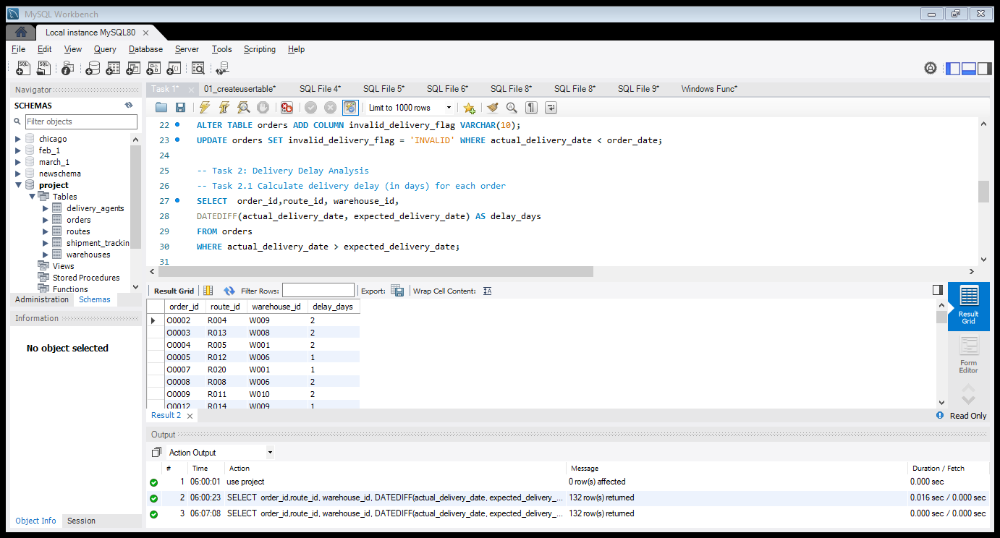 MySQL Workbench
Local instance MySQL80
File Edit View Query Database Server Tools Scripting Help
Navigator
SCHEMAS
Filter objects
chicago
feb_1
march_1
newschema
project
Tables
delivery_agents
orders
routes
shipment_trackin
warehouses
Views
Stored Procedures
Functions
Administration Schemas
Information
No object selected
Object Info Session
Task 1* 01_createusertable* SQL File 4* SQL File 5* SQL File 6* SQL File 8* SQL File 8* SQL File 9* Windows Func*
Limit to 1000 rows
22 ALTER TABLE orders ADD COLUMN invalid_delivery_flag VARCHAR(10);
23 UPDATE orders SET invalid_delivery_flag = 'INVALID' WHERE actual_delivery_date < order_date;
24
25 -- Task 2: Delivery Delay Analysis
26 -- Task 2.1 Calculate delivery delay (in days) for each order
27 SELECT  order_id,route_id, warehouse_id,
28 DATEDIFF(actual_delivery_date, expected_delivery_date) AS delay_days
29 FROM orders
30 WHERE actual_delivery_date > expected_delivery_date;
31
Result Grid Filter Rows: Export: Wrap Cell Content:
order_id route_id warehouse_id delay_days
O0002 R004 W009 2
O0003 R013 W008 2
O0004 R005 W001 2
O0005 R012 W006 1
O0007 R020 W001 1
O0008 R008 W006 2
O0009 R011 W010 2
O0012 R014 W009 1
Result Grid
Form Editor
Result 2
Read Only
Output
Action Output
# Time Action Message Duration / Fetch
1 06:00:01 use project 0 row(s) affected 0.000 sec
2 06:00:23 SELECT  order_id,route_id, warehouse_id, DATEDIFF(actual_delivery_date, expected_delivery_... 132 row(s) returned 0.016 sec / 0.000 sec
3 06:07:08 SELECT  order_id,route_id, warehouse_id, DATEDIFF(actual_delivery_date, expected_delivery_... 132 row(s) returned 0.000 sec / 0.000 sec